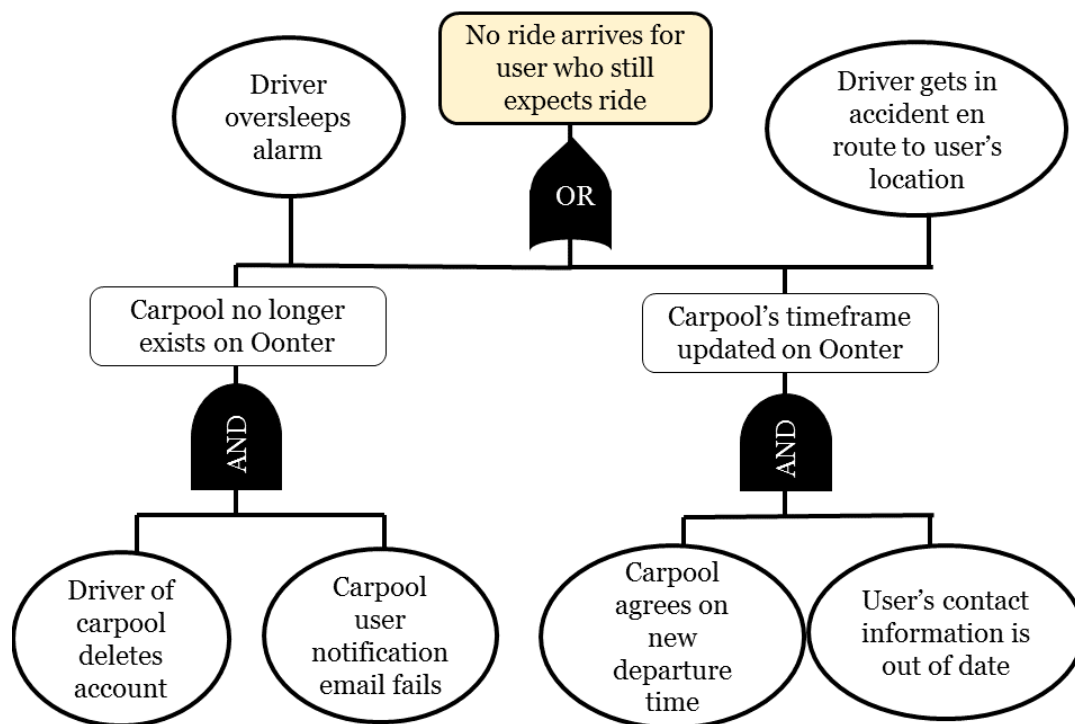 No ride arrives for
user who still
expects ride
Driver
oversleeps
alarm
Driver gets in
accident en
route to user's
location
OR
Carpool no longer
exists on Oonter
Carpool's timeframe
updated on Oonter
AND
AND
Driver of
carpool
deletes
account
Carpool
user
notification
email fails
Carpool
agrees on
new
departure
time
User's contact
information is
out of date